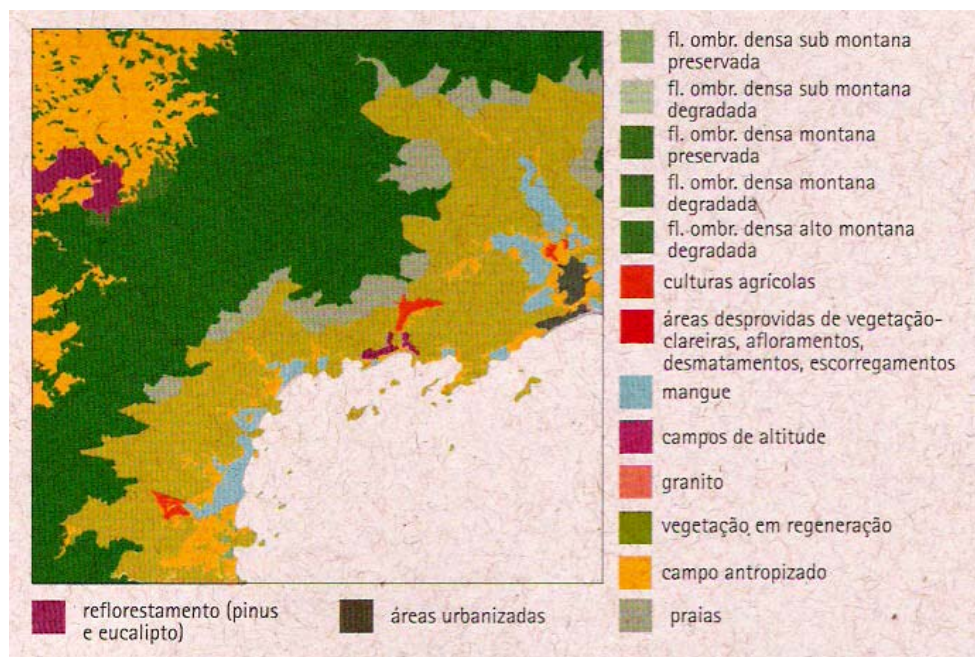 fl. ombr. densa sub montana
preservada
fl. ombr. densa sub montana
degradada
fl. ombr. densa montana
preservada
fl. ombr. densa montana
degradada
fl. ombr. densa alto montana
degradada
culturas agrícolas
áreas desprovidas de vegetação-
clareiras, afloramentos,
desmatamentos, escorregamentos
mangue
campos de altitude
granito
vegetação em regeneração
campo antropizado
praias
reflorestamento (pinus
e eucalipto)
áreas urbanizadas